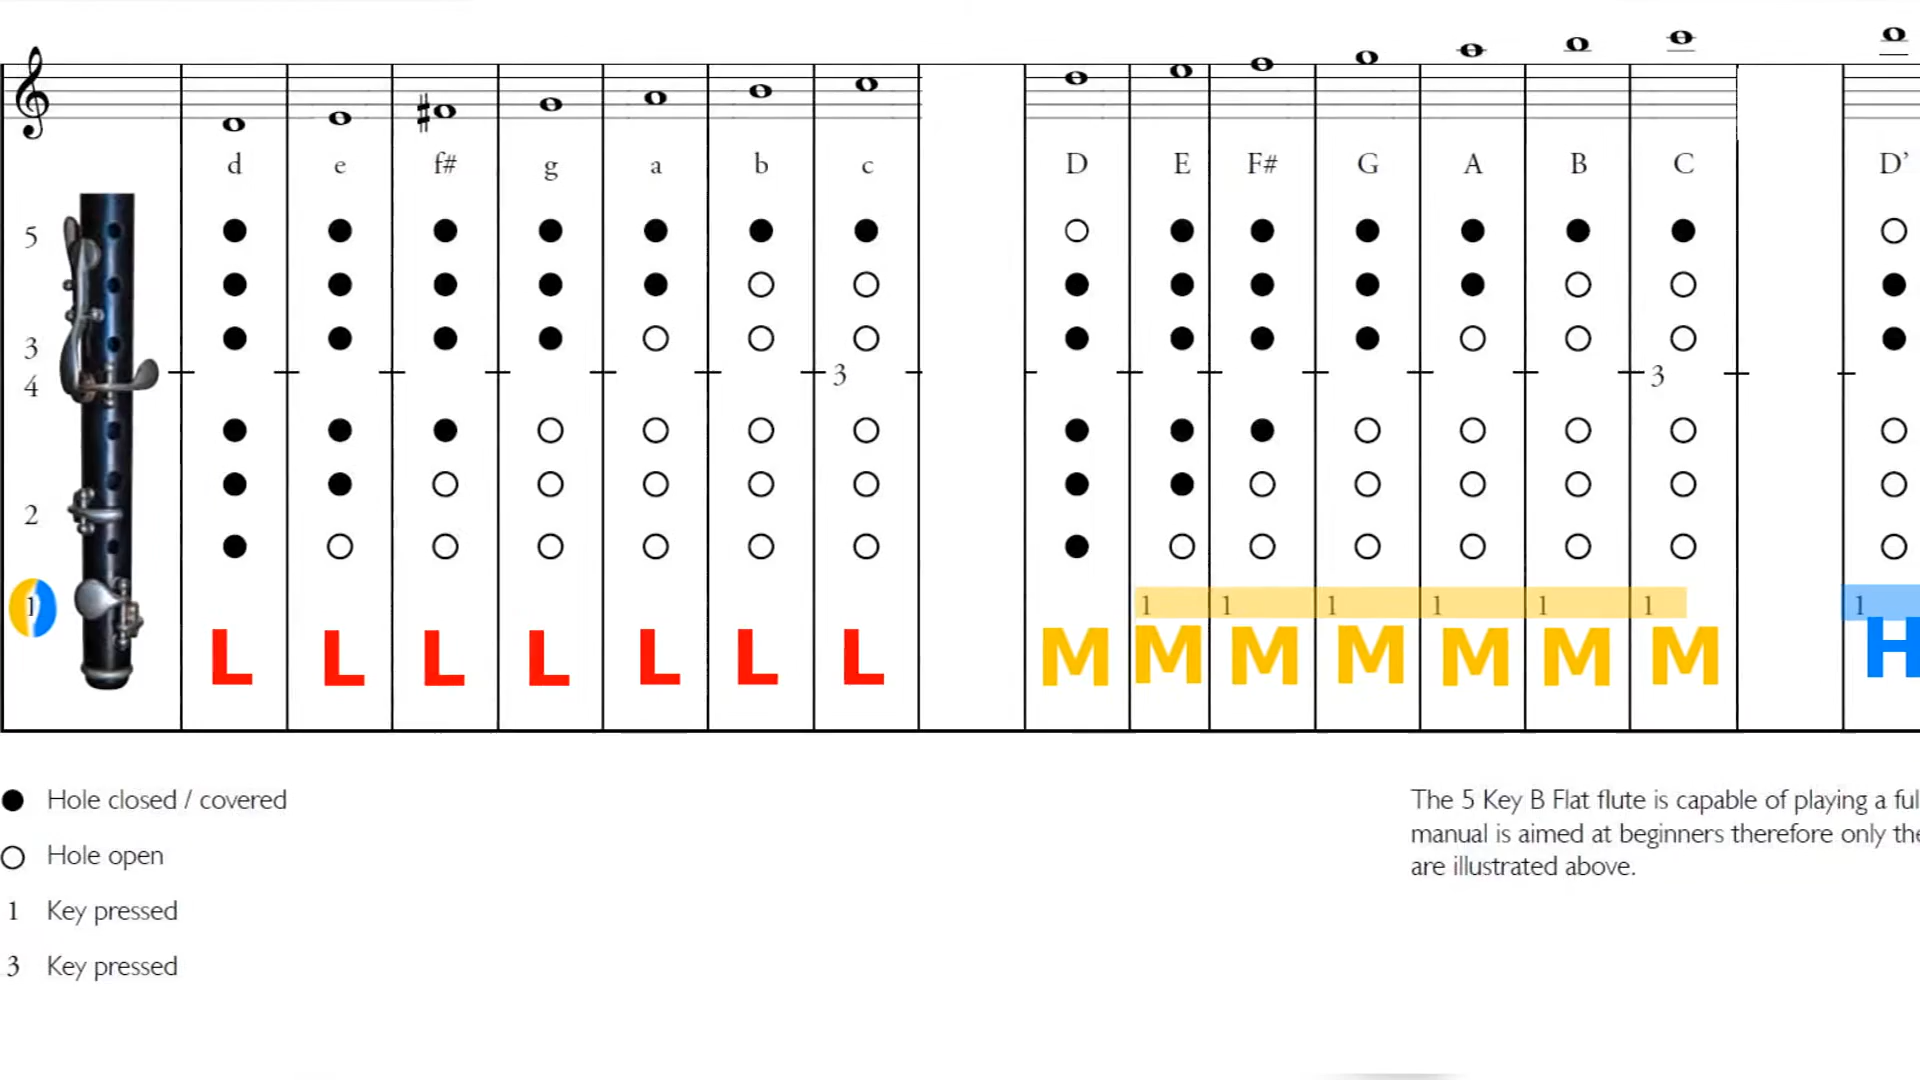 d e f# g a b c D E F# G A B C D’
5
3
4 3 3
2
1 1 1 1 1 1 1 1
L L L L L L L M M M M M M M H
Hole closed / covered
Hole open
1 Key pressed
3 Key pressed
The 5 Key B Flat flute is capable of playing a ful
manual is aimed at beginners therefore only the
are illustrated above.